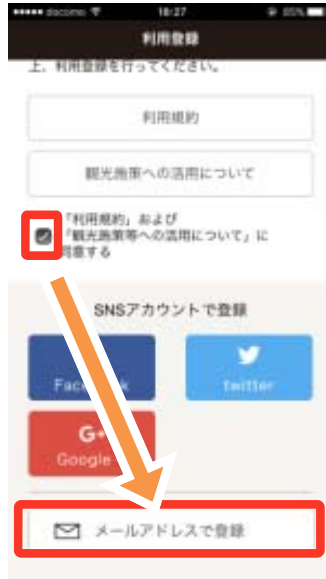 docomo 18:27 85%
利用登録
上、利用登録を行ってください。
利用規約
観光施策への活用について
「利用規約」および
「観光施策等への活用について」に
同意する
SNSアカウントで登録
twitter
G+
Google
メールアドレスで登録